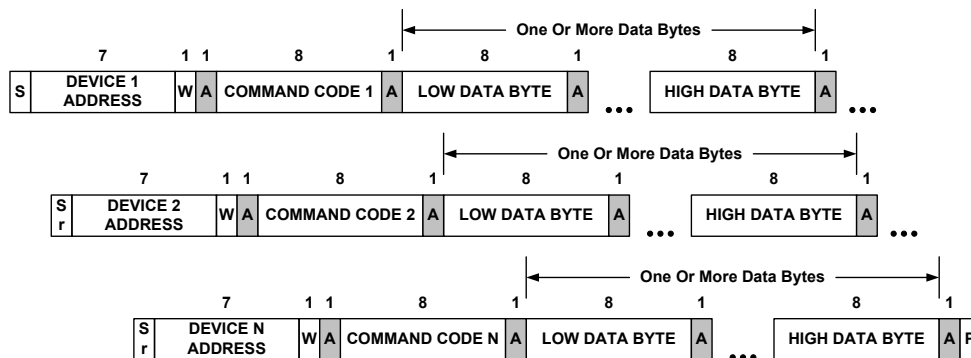 One Or More Data Bytes
7 1 1 8 1 8 1 8 1
S DEVICE 1 ADDRESS W A COMMAND CODE 1 A LOW DATA BYTE A ••• HIGH DATA BYTE A •••
One Or More Data Bytes
7 1 1 8 1 8 1 8 1
Sr DEVICE 2 ADDRESS W A COMMAND CODE 2 A LOW DATA BYTE A ••• HIGH DATA BYTE A •••
One Or More Data Bytes
7 1 1 8 1 8 1 8 1
Sr DEVICE N ADDRESS W A COMMAND CODE N A LOW DATA BYTE A ••• HIGH DATA BYTE A P